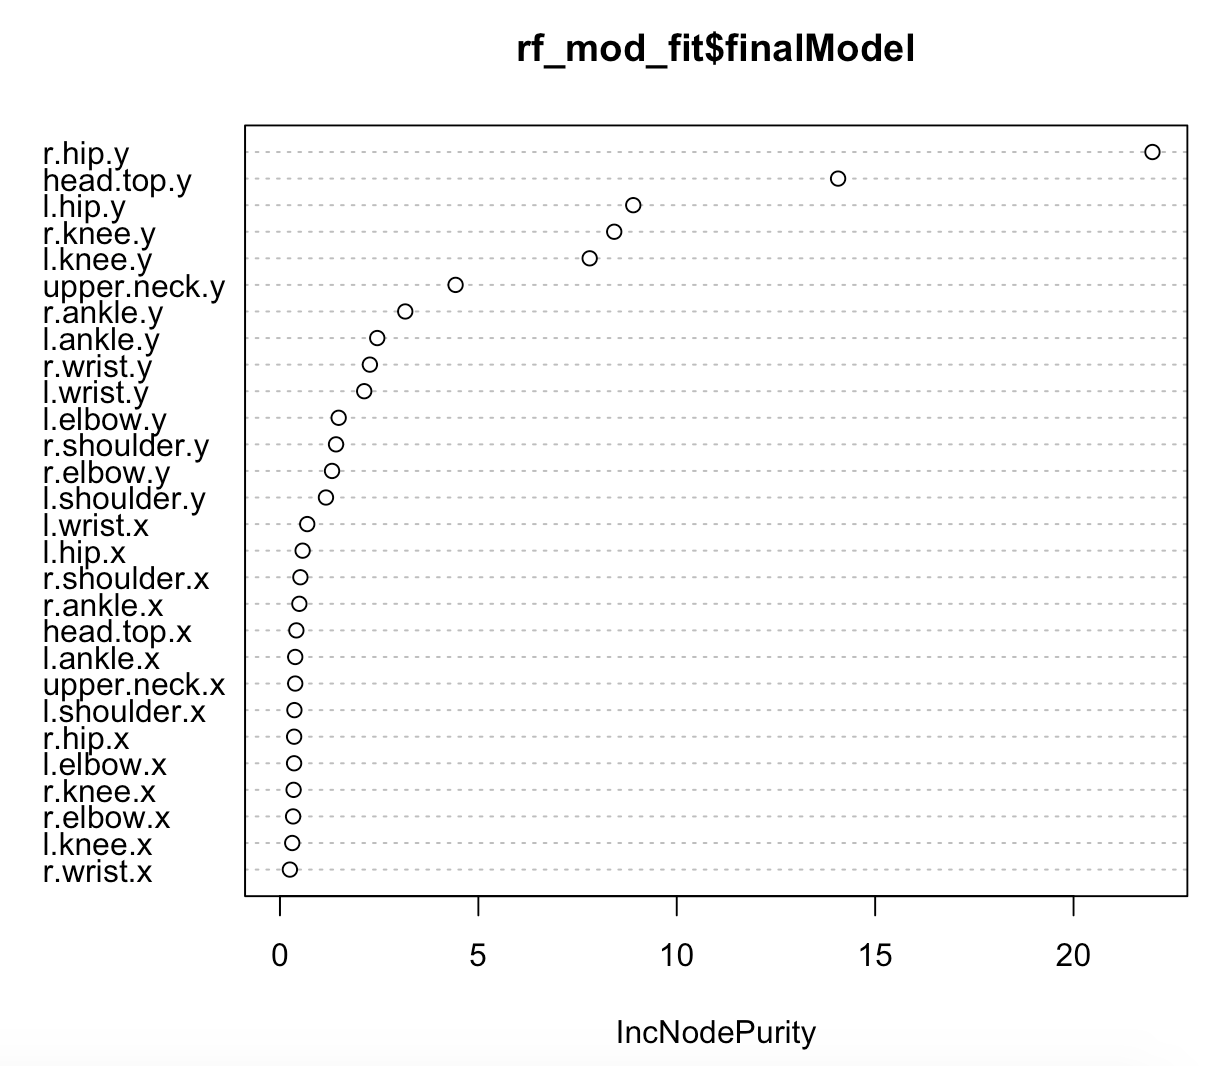 rf_mod_fit$finalModel
r.hip.y
head.top.y
l.hip.y
r.knee.y
l.knee.y
upper.neck.y
r.ankle.y
l.ankle.y
r.wrist.y
l.wrist.y
l.elbow.y
r.shoulder.y
r.elbow.y
l.shoulder.y
l.wrist.x
l.hip.x
r.shoulder.x
r.ankle.x
head.top.x
l.ankle.x
upper.neck.x
l.shoulder.x
r.hip.x
l.elbow.x
r.knee.x
r.elbow.x
l.knee.x
r.wrist.x
0 5 10 15 20
IncNodePurity